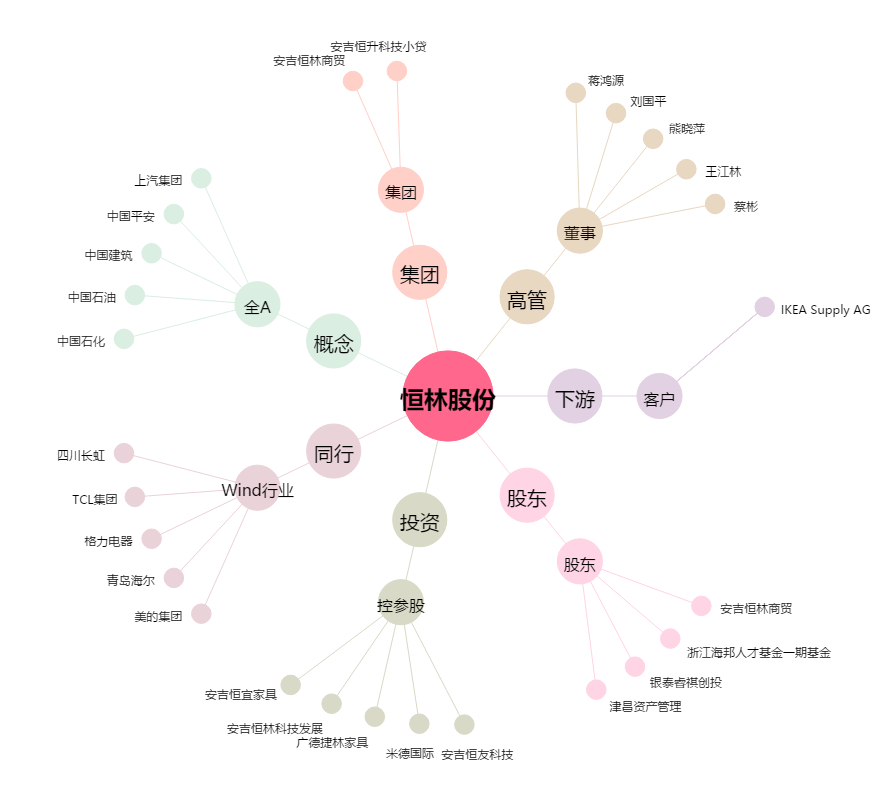 安吉恒升科技小贷
安吉恒林商贸
蒋鸿源
刘国平
熊晓萍
王江林
蔡彬
上汽集团
中国平安
中国建筑
中国石油
中国石化
集团
董事
集团
高管
全A
概念
IKEA Supply AG
恒林股份
下游
客户
同行
Wind行业
四川长虹
TCL集团
格力电器
青岛海尔
美的集团
投资
股东
控参股
股东
安吉恒林商贸
浙江海邦人才基金一期基金
银泰睿祺创投
津昌资产管理
安吉恒宜家具
安吉恒林科技发展
广德捷林家具
米德国际
安吉恒友科技